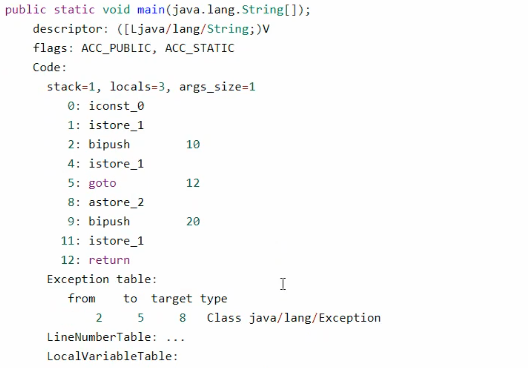 public static void main(java.lang.String[]);
descriptor: ([Ljava/lang/String;)V
flags: ACC_PUBLIC, ACC_STATIC
Code:
stack=1, locals=3, args_size=1
0: iconst_0
1: istore_1
2: bipush 10
4: istore_1
5: goto 12
8: astore_2
9: bipush 20
11: istore_1
12: return
Exception table:
from to target type
2 5 8 Class java/lang/Exception
LineNumberTable: ...
LocalVariableTable: